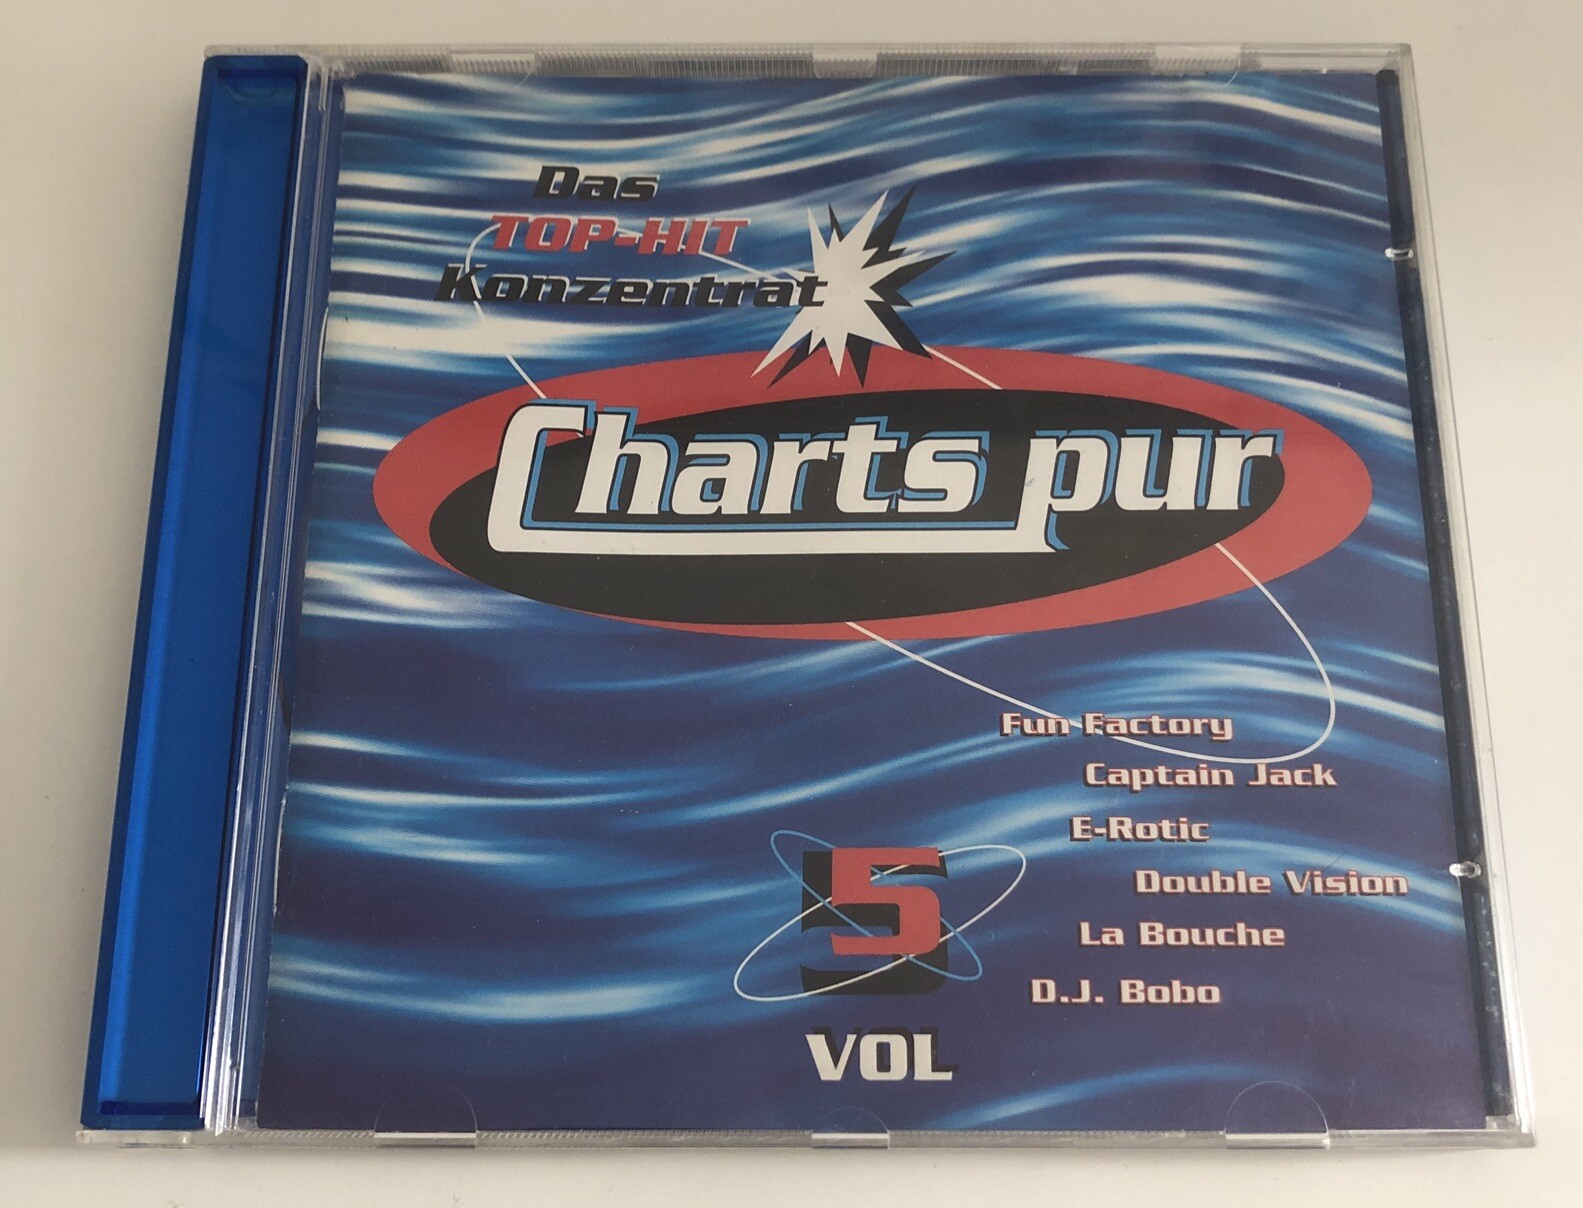 Das
TOP-HIT
Konzentrat
Charts pur
Fun Factory
Captain Jack
E-Rotic
Double Vision
La Bouche
D.J. Bobo
5
VOL